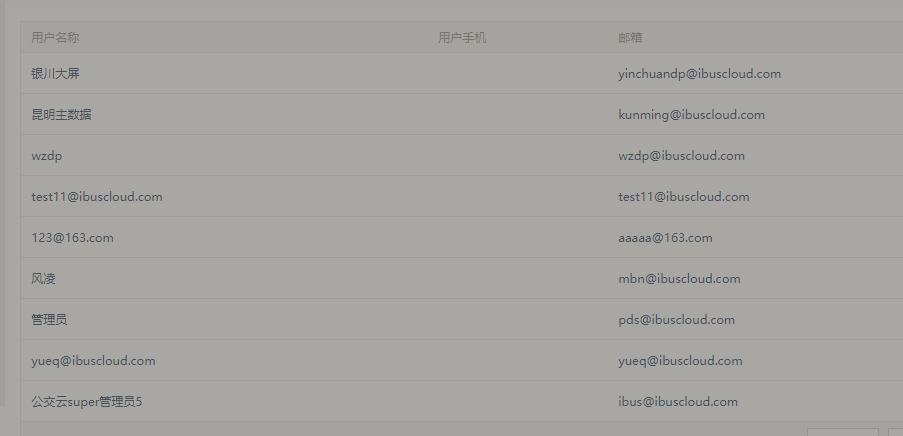 用户名称 用户手机 邮箱
银川大屏 yinchuandp@ibuscloud.com
昆明主数据 kunming@ibuscloud.com
wzdp wzdp@ibuscloud.com
test11@ibuscloud.com test11@ibuscloud.com
123@163.com aaaaa@163.com
风凌 mbn@ibuscloud.com
管理员 pds@ibuscloud.com
yueq@ibuscloud.com yueq@ibuscloud.com
公交云super管理员5 ibus@ibuscloud.com